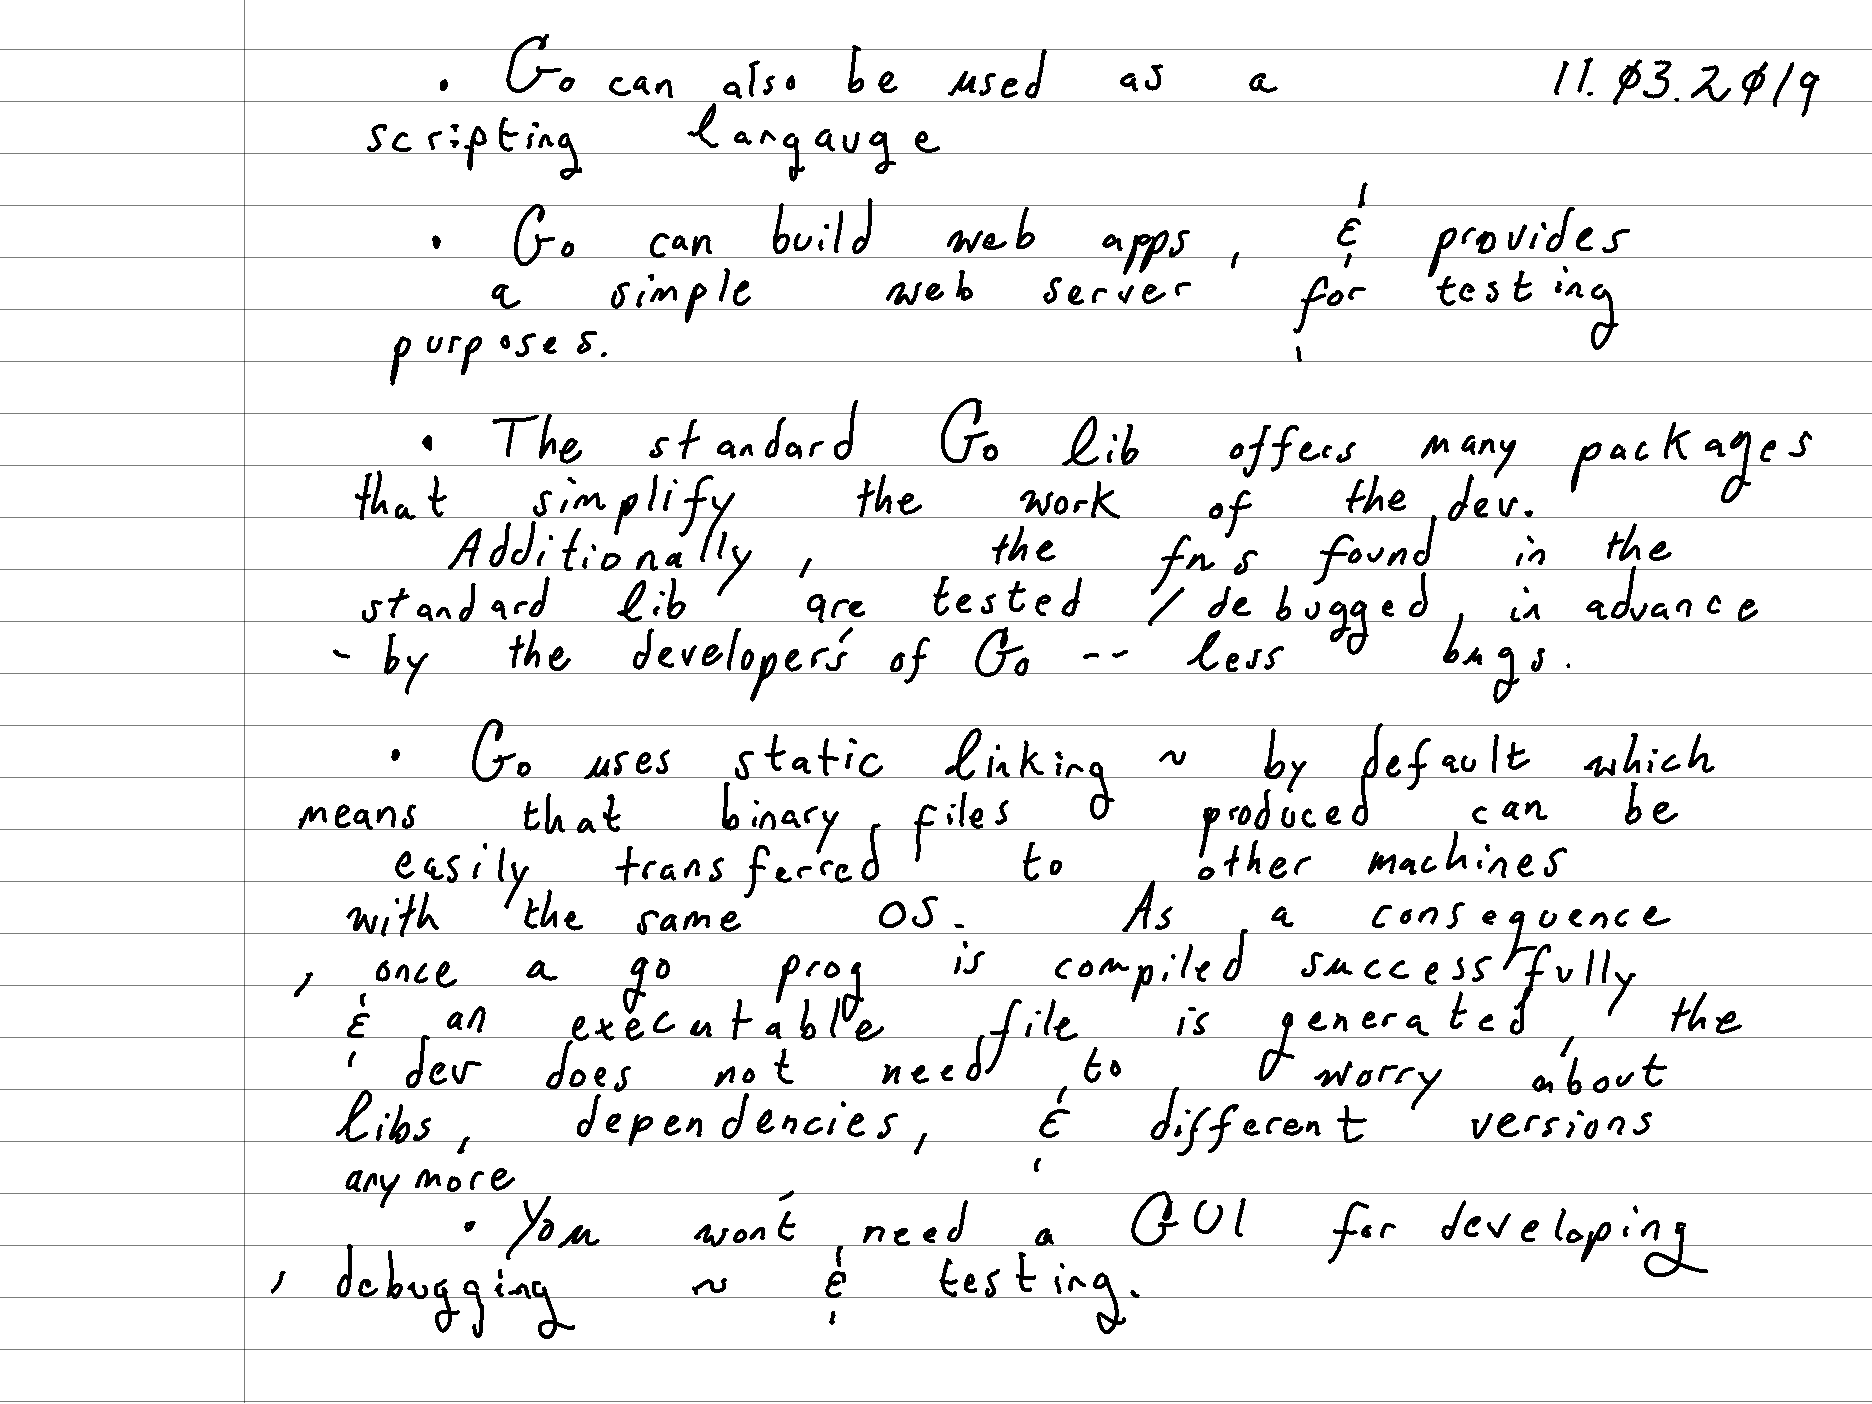 • Go can also be used as a 11.03.2019
scripting langauge
• Go can build web apps, & provides
a simple web server for testing
purposes.
• The standard Go lib offers many packages
that simplify the work of the dev.
Additionally, the fns found in the
standard lib are tested / debugged in advance
- by the developers' of Go -- less bugs.
• Go uses static linking ~ by default which
means that binary files produced can be
easily transferred to other machines
with the same OS. As a consequence
, once a go prog is compiled successfully
& an executable file is generated, the
dev does not need to worry about
libs, dependencies, & different versions
anymore
• You won't need a GUI for developing
, debugging ~ & testing.